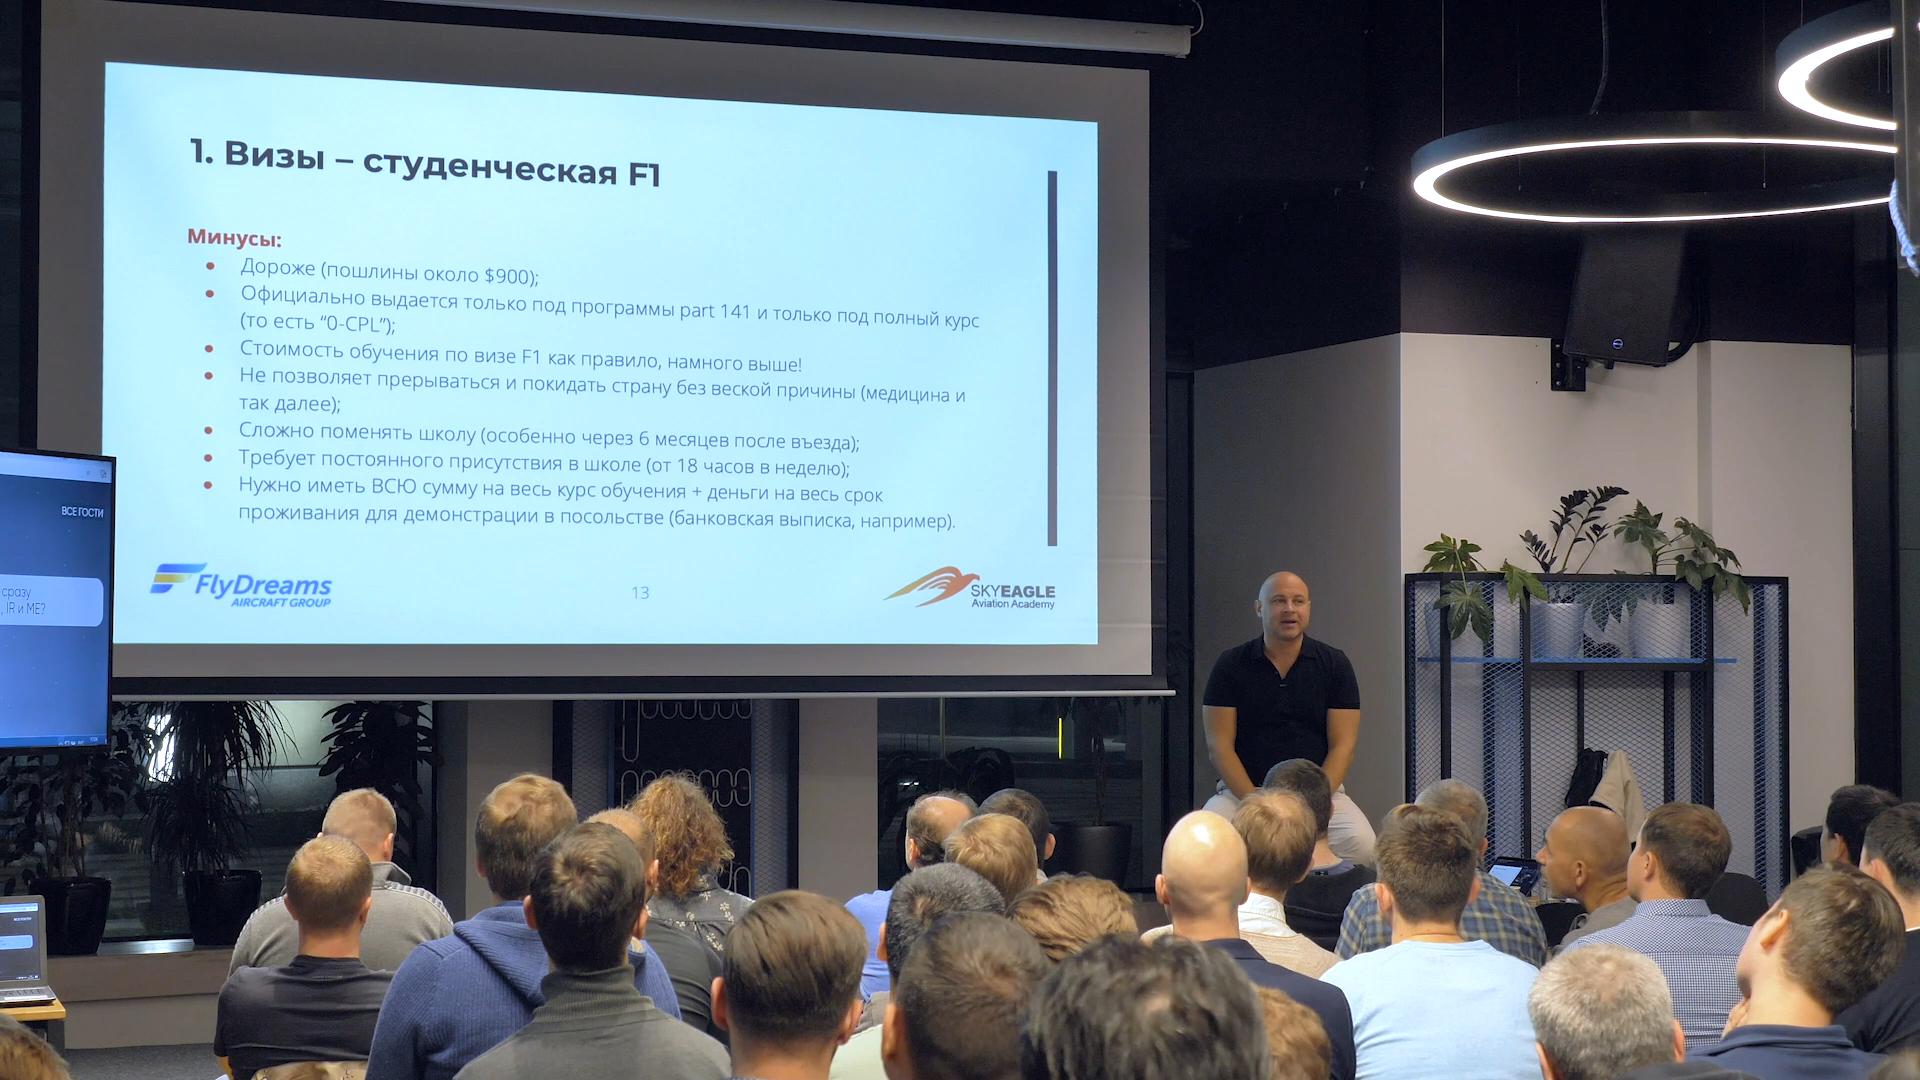 1. Визы – студенческая F1
Минусы:
Дороже (пошлины около $900);
Официально выдается только под программы part 141 и только под полный курс
(то есть “0-CPL”);
Стоимость обучения по визе F1 как правило, намного выше!
Не позволяет прерываться и покидать страну без веской причины (медицина и
так далее);
Сложно поменять школу (особенно через 6 месяцев после въезда);
Требует постоянного присутствия в школе (от 18 часов в неделю);
Нужно иметь ВСЮ сумму на весь курс обучения + деньги на весь срок
проживания для демонстрации в посольстве (банковская выписка, например).
FlyDreams
AIRCRAFT GROUP
13
SKYEAGLE
Aviation Academy
ВСЕ ГОСТИ
сразу
, IR и ME?